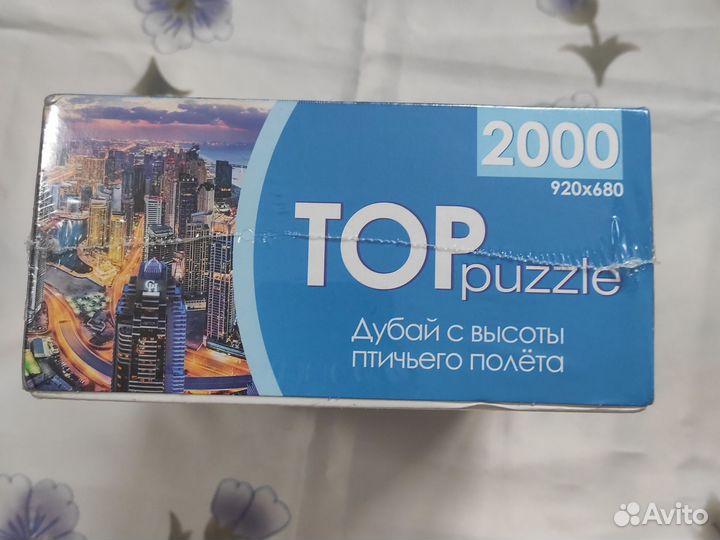 2000
920x680
TOP
puzzle
Дубай с высоты
птичьего полёта
Avito